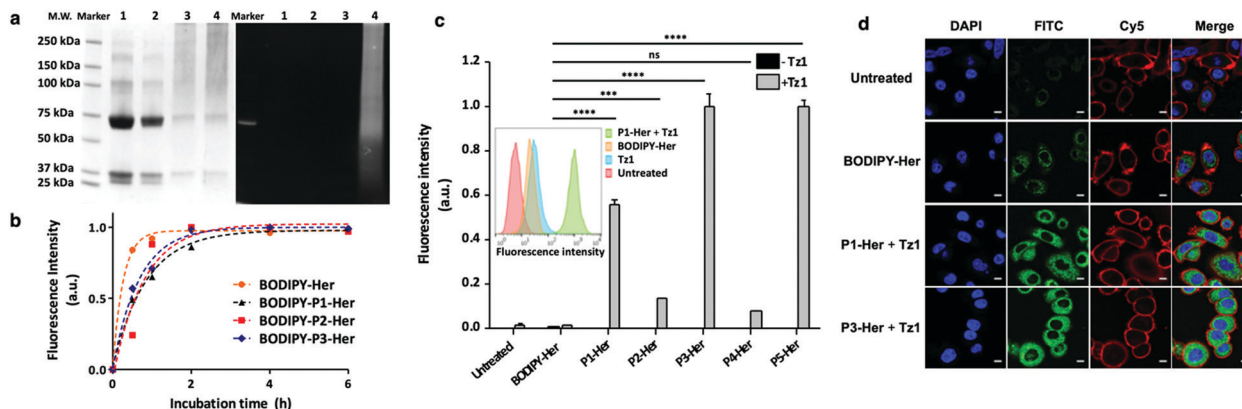 a
M.W. Marker 1 2 3 4 Marker 1 2 3 4
250 kDa
150 kDa
100 kDa
75 kDa
50 kDa
37 kDa
25 kDa
b
Fluorescence Intensity
(a.u.)
1.0
0.5
0.0
0 2 4 6
Incubation time (h)
BODIPY-Her
BODIPY-P1-Her
BODIPY-P2-Her
BODIPY-P3-Her
c
Fluorescence intensity
(a.u.)
1.2
1.0
0.8
0.6
0.4
0.2
0.0
****
ns
****
***
****
- Tz1
+Tz1
P1-Her + Tz1
BODIPY-Her
Tz1
Untreated
Fluorescence intensity
Untreated
BODIPY-Her
P1-Her
P2-Her
P3-Her
P4-Her
P5-Her
d
DAPI FITC Cy5 Merge
Untreated
BODIPY-Her
P1-Her + Tz1
P3-Her + Tz1